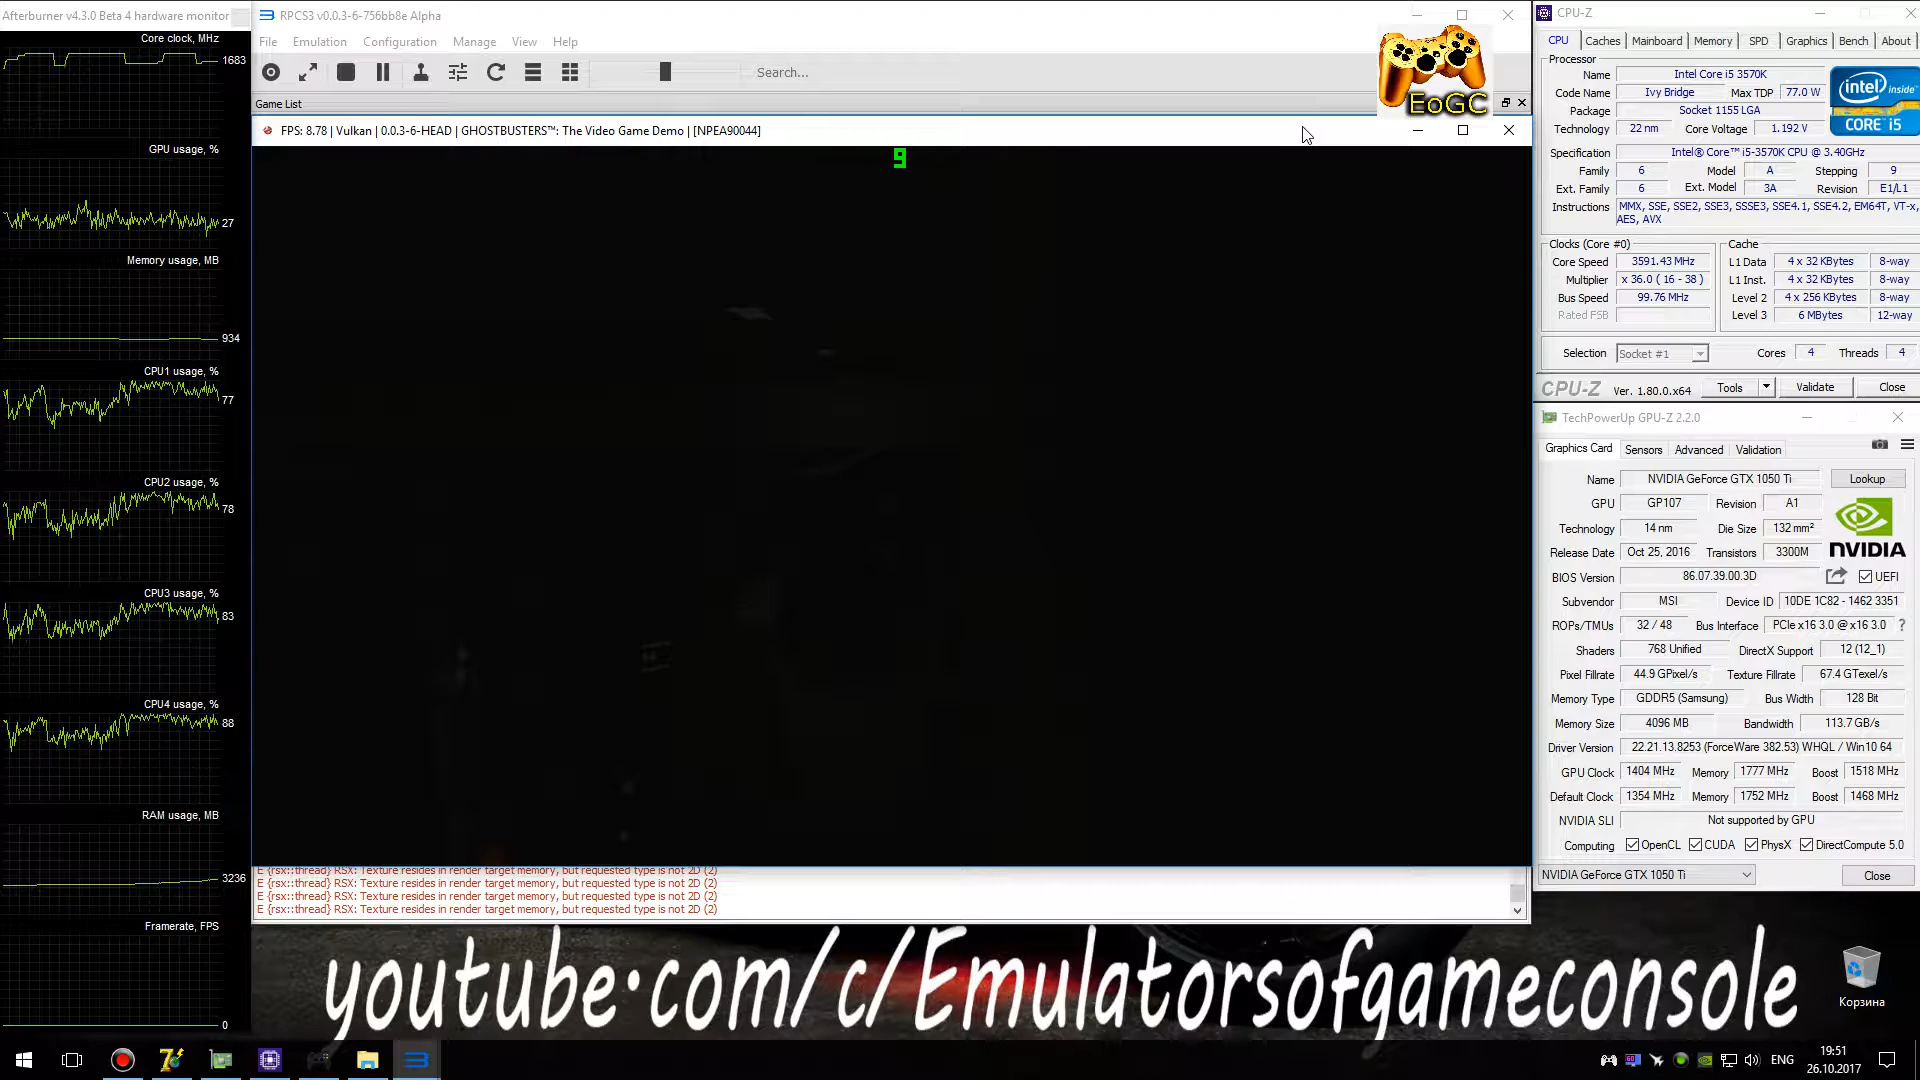 Afterburner v4.3.0 Beta 4 hardware monitor
Core clock, MHz
1683
GPU usage, %
27
Memory usage, MB
934
CPU1 usage, %
77
CPU2 usage, %
78
CPU3 usage, %
83
CPU4 usage, %
88
RAM usage, MB
3236
Framerate, FPS
0
RPCS3 v0.0.3-6-756bb8e Alpha
File Emulation Configuration Manage View Help
Search...
EoGC
Game List
FPS: 8.78 | Vulkan | 0.0.3-6-HEAD | GHOSTBUSTERS™: The Video Game Demo | [NPEA90044]
9
E {rsx::thread} RSX: Texture resides in render target memory, but requested type is not 2D (2)
E {rsx::thread} RSX: Texture resides in render target memory, but requested type is not 2D (2)
E {rsx::thread} RSX: Texture resides in render target memory, but requested type is not 2D (2)
E {rsx::thread} RSX: Texture resides in render target memory, but requested type is not 2D (2)
CPU-Z
CPU Caches Mainboard Memory SPD Graphics Bench About
Processor
Name Intel Core i5 3570K
Code Name Ivy Bridge Max TDP 77.0 W
Package Socket 1155 LGA
Technology 22 nm Core Voltage 1.192 V
intel inside™
CORE™ i5
Specification Intel® Core™ i5-3570K CPU @ 3.40GHz
Family 6 Model A Stepping 9
Ext. Family 6 Ext. Model 3A Revision E1/L1
Instructions MMX, SSE, SSE2, SSE3, SSSE3, SSE4.1, SSE4.2, EM64T, VT-x,
AES, AVX
Clocks (Core #0) Cache
Core Speed 3591.43 MHz L1 Data 4 x 32 KBytes 8-way
Multiplier x 36.0 ( 16 - 38 ) L1 Inst. 4 x 32 KBytes 8-way
Bus Speed 99.76 MHz Level 2 4 x 256 KBytes 8-way
Rated FSB Level 3 6 MBytes 12-way
Selection Socket #1 Cores 4 Threads 4
CPU-Z Ver. 1.80.0.x64 Tools Validate Close
TechPowerUp GPU-Z 2.2.0
Graphics Card Sensors Advanced Validation
Name NVIDIA GeForce GTX 1050 Ti Lookup
GPU GP107 Revision A1
Technology 14 nm Die Size 132 mm²
Release Date Oct 25, 2016 Transistors 3300M
NVIDIA
BIOS Version 86.07.39.00.3D UEFI
Subvendor MSI Device ID 10DE 1C82 - 1462 3351
ROPs/TMUs 32 / 48 Bus Interface PCIe x16 3.0 @ x16 3.0 ?
Shaders 768 Unified DirectX Support 12 (12_1)
Pixel Fillrate 44.9 GPixel/s Texture Fillrate 67.4 GTexel/s
Memory Type GDDR5 (Samsung) Bus Width 128 Bit
Memory Size 4096 MB Bandwidth 113.7 GB/s
Driver Version 22.21.13.8253 (ForceWare 382.53) WHQL / Win10 64
GPU Clock 1404 MHz Memory 1777 MHz Boost 1518 MHz
Default Clock 1354 MHz Memory 1752 MHz Boost 1468 MHz
NVIDIA SLI Not supported by GPU
Computing OpenCL CUDA PhysX DirectCompute 5.0
NVIDIA GeForce GTX 1050 Ti Close
youtube.com/c/Emulatorsofgameconsole
Корзина
ENG
19:51
26.10.2017